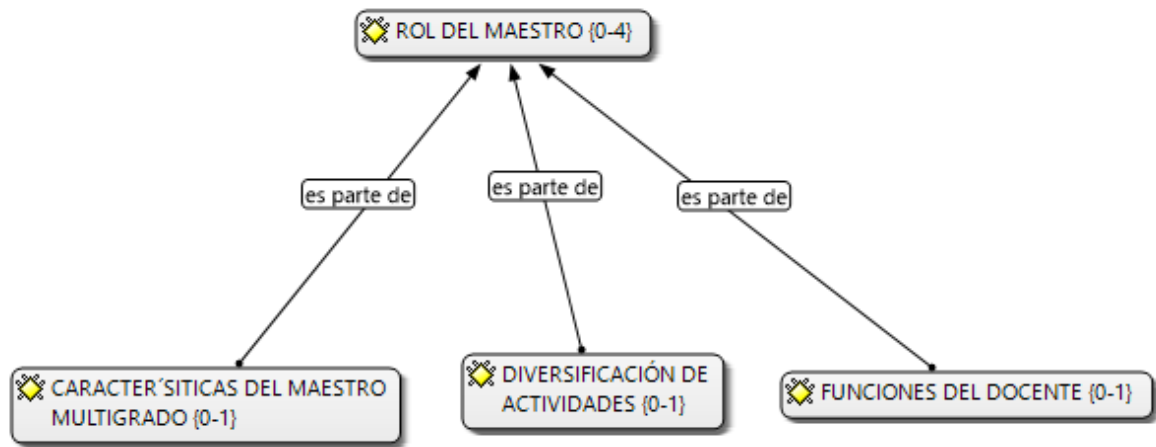 ROL DEL MAESTRO {0-4}
es parte de
es parte de
es parte de
CARACTER´SITICAS DEL MAESTRO
MULTIGRADO {0-1}
DIVERSIFICACIÓN DE
ACTIVIDADES {0-1}
FUNCIONES DEL DOCENTE {0-1}